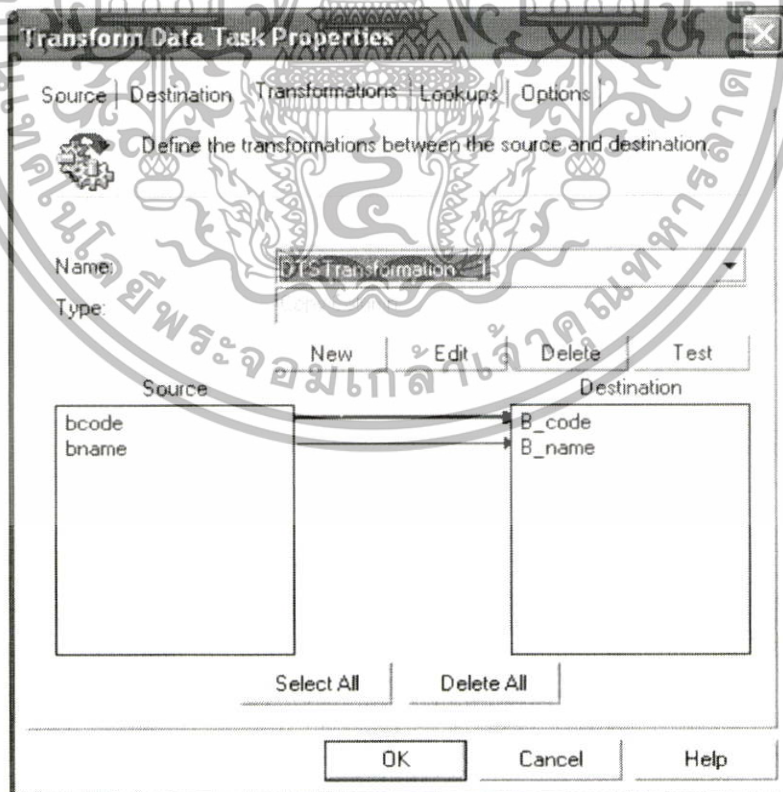 Transform Data Task Properties
Source Destination Transformations Lookups Options
Define the transformations between the source and destination.
Name: DTSTransformation__1
Type:
New Edit Delete Test
Source Destination
bcode B_code
bname B_name
Select All Delete All
OK Cancel Help